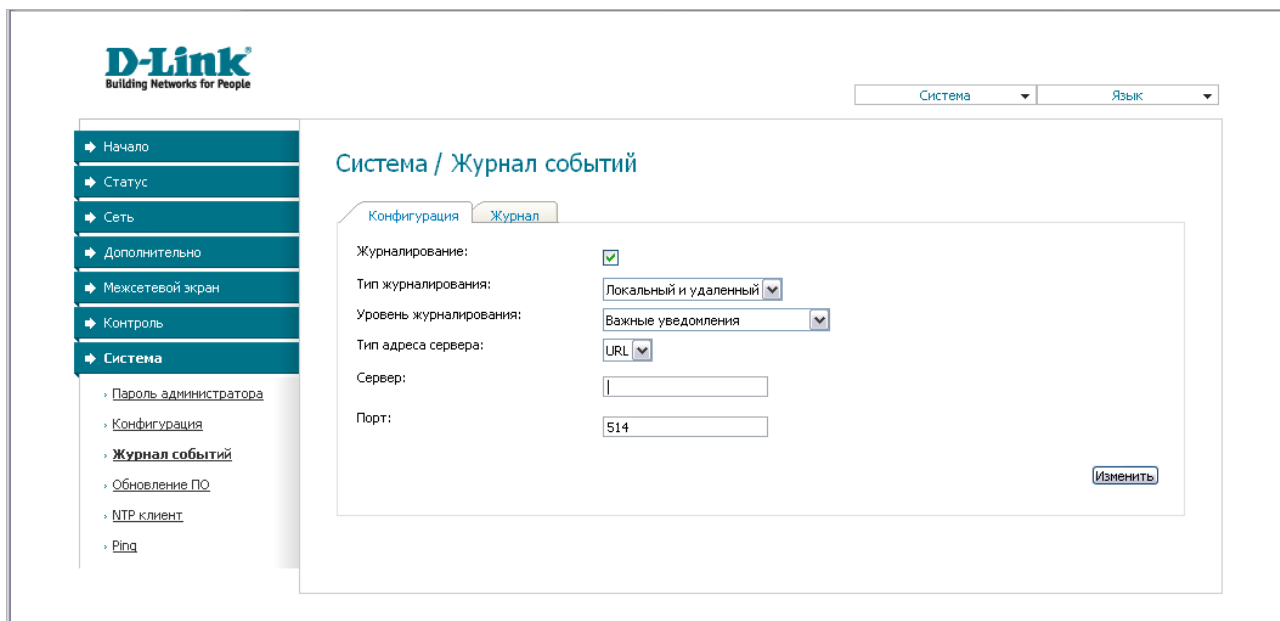 D-Link®
Building Networks for People
Система
Язык
Начало
Статус
Сеть
Дополнительно
Межсетевой экран
Контроль
Система
Пароль администратора
Конфигурация
Журнал событий
Обновление ПО
NTP клиент
Ping
Система / Журнал событий
Конфигурация
Журнал
Журналирование:
Тип журналирования: Локальный и удаленный
Уровень журналирования: Важные уведомления
Тип адреса сервера: URL
Сервер:
Порт: 514
Изменить